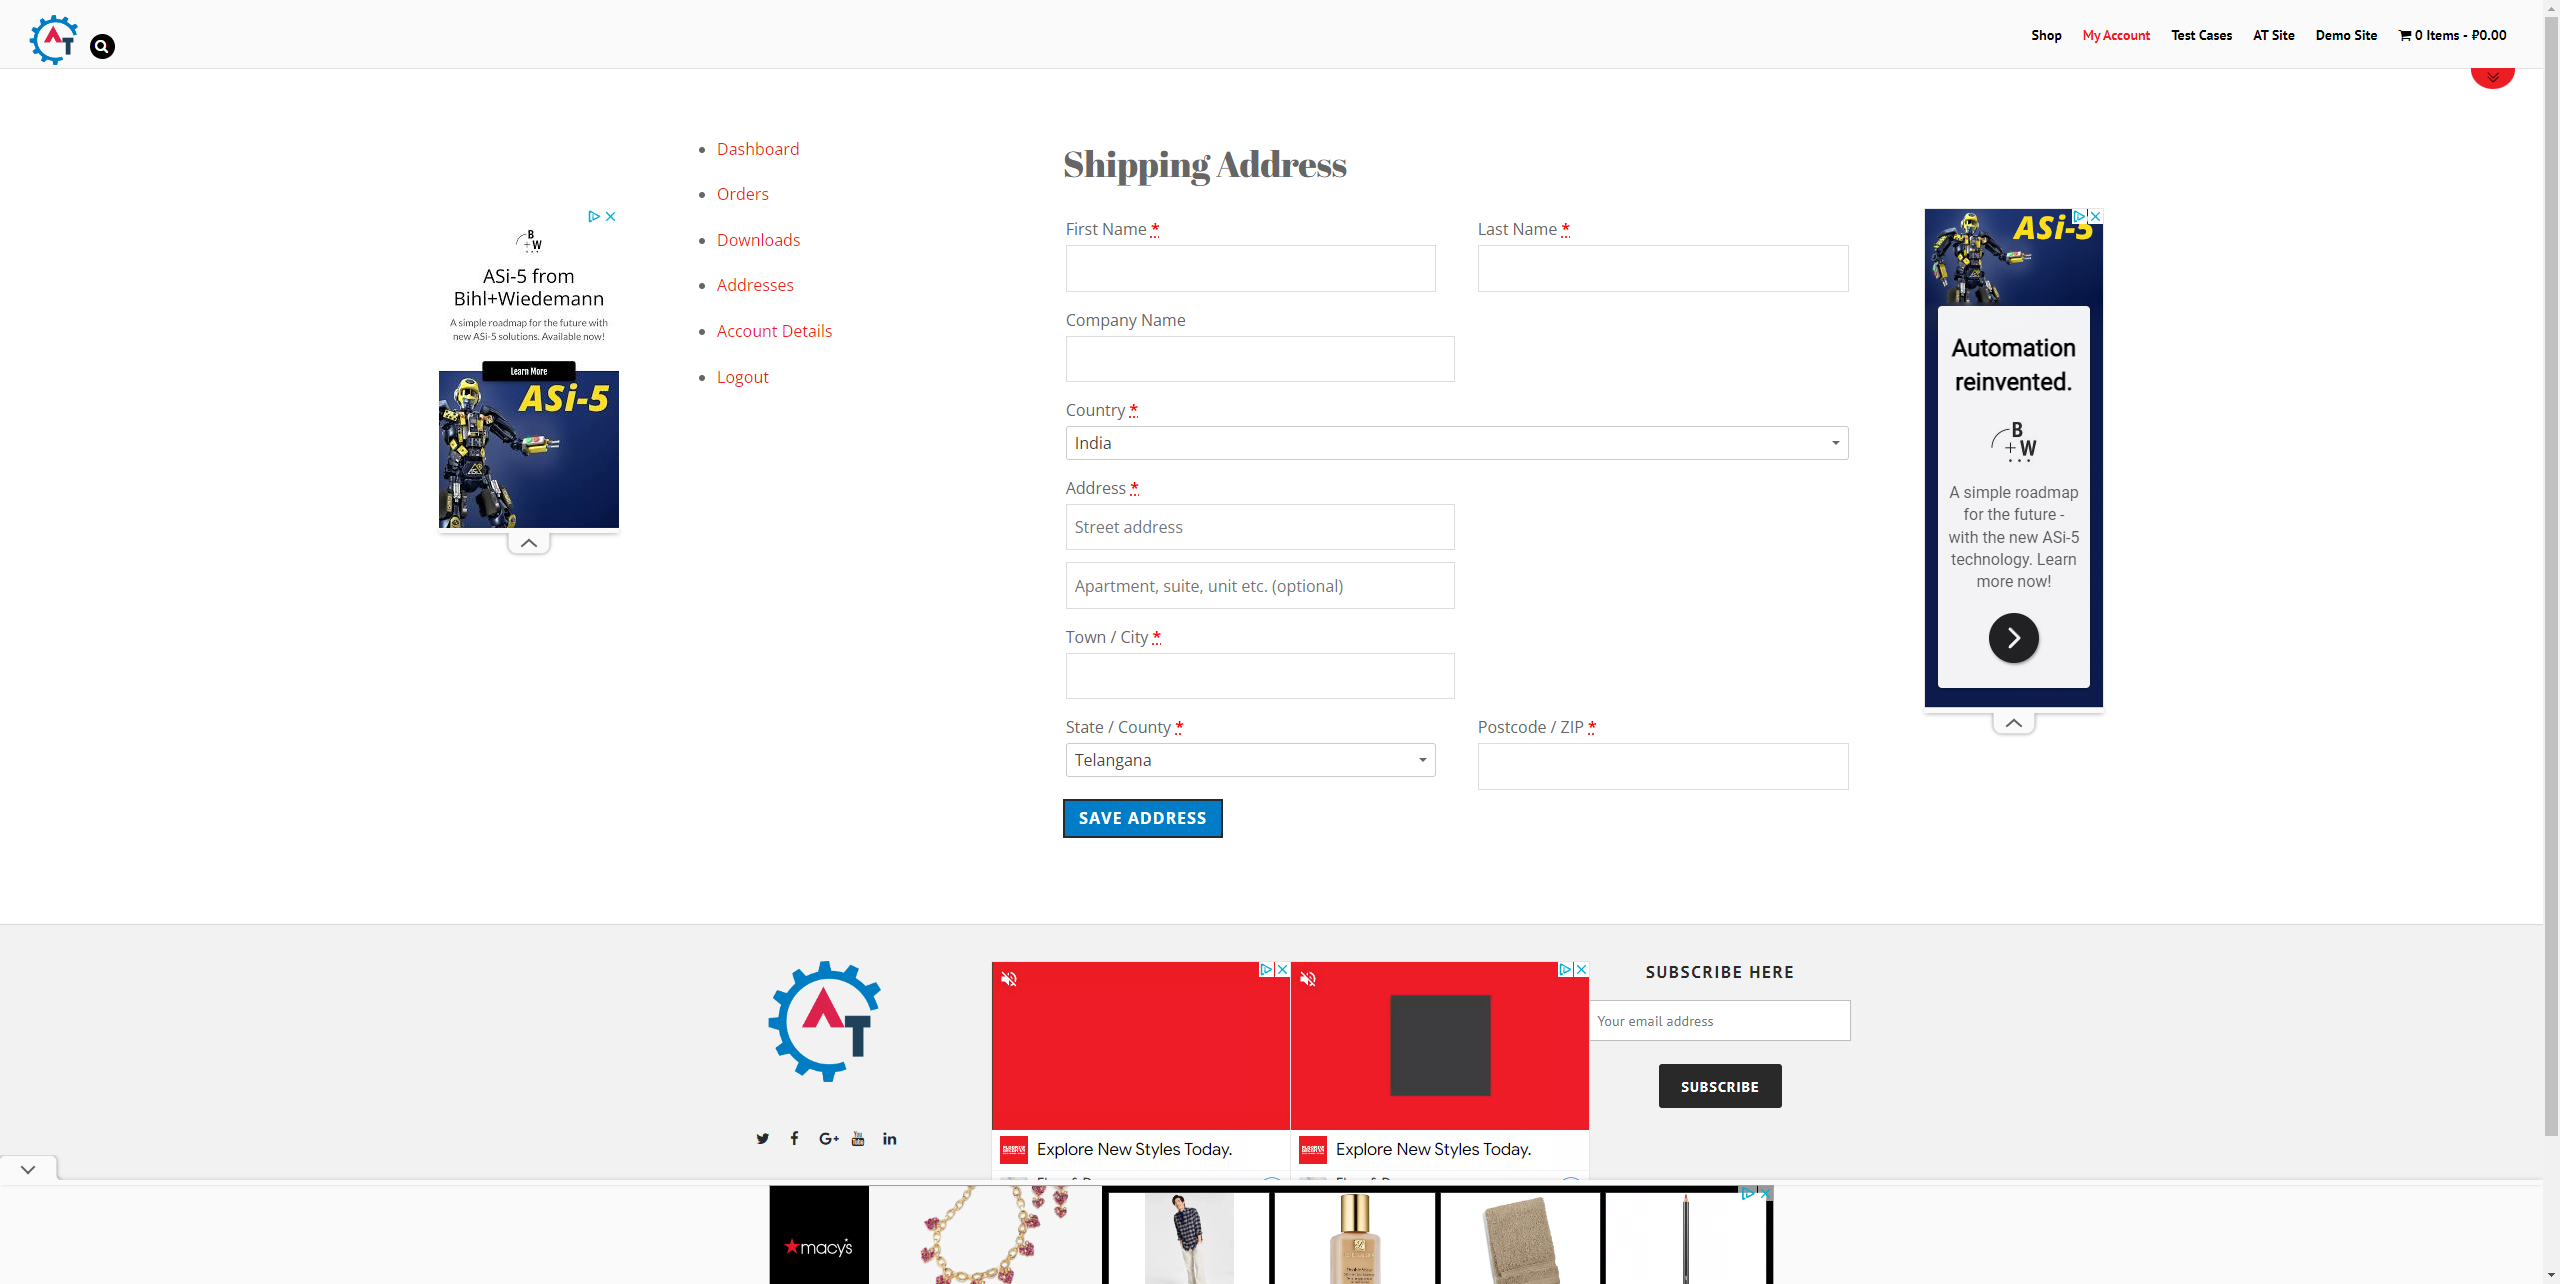 AT
Shop
My Account
Test Cases
AT Site
Demo Site
0 Items - ₽0.00
Dashboard
Orders
Downloads
Addresses
Account Details
Logout
B
+W
ASi-5 from
Bihl+Wiedemann
A simple roadmap for the future with
new ASi-5 solutions. Available now!
Learn More
ASi-5
Shipping Address
First Name *
Last Name *
Company Name
Country *
India
Address *
Street address
Apartment, suite, unit etc. (optional)
Town / City *
State / County *
Telangana
Postcode / ZIP *
SAVE ADDRESS
ASi-5
Automation
reinvented.
B
+W
A simple roadmap
for the future -
with the new ASi-5
technology. Learn
more now!
AT
Explore New Styles Today.
Explore New Styles Today.
SUBSCRIBE HERE
Your email address
SUBSCRIBE
macy's